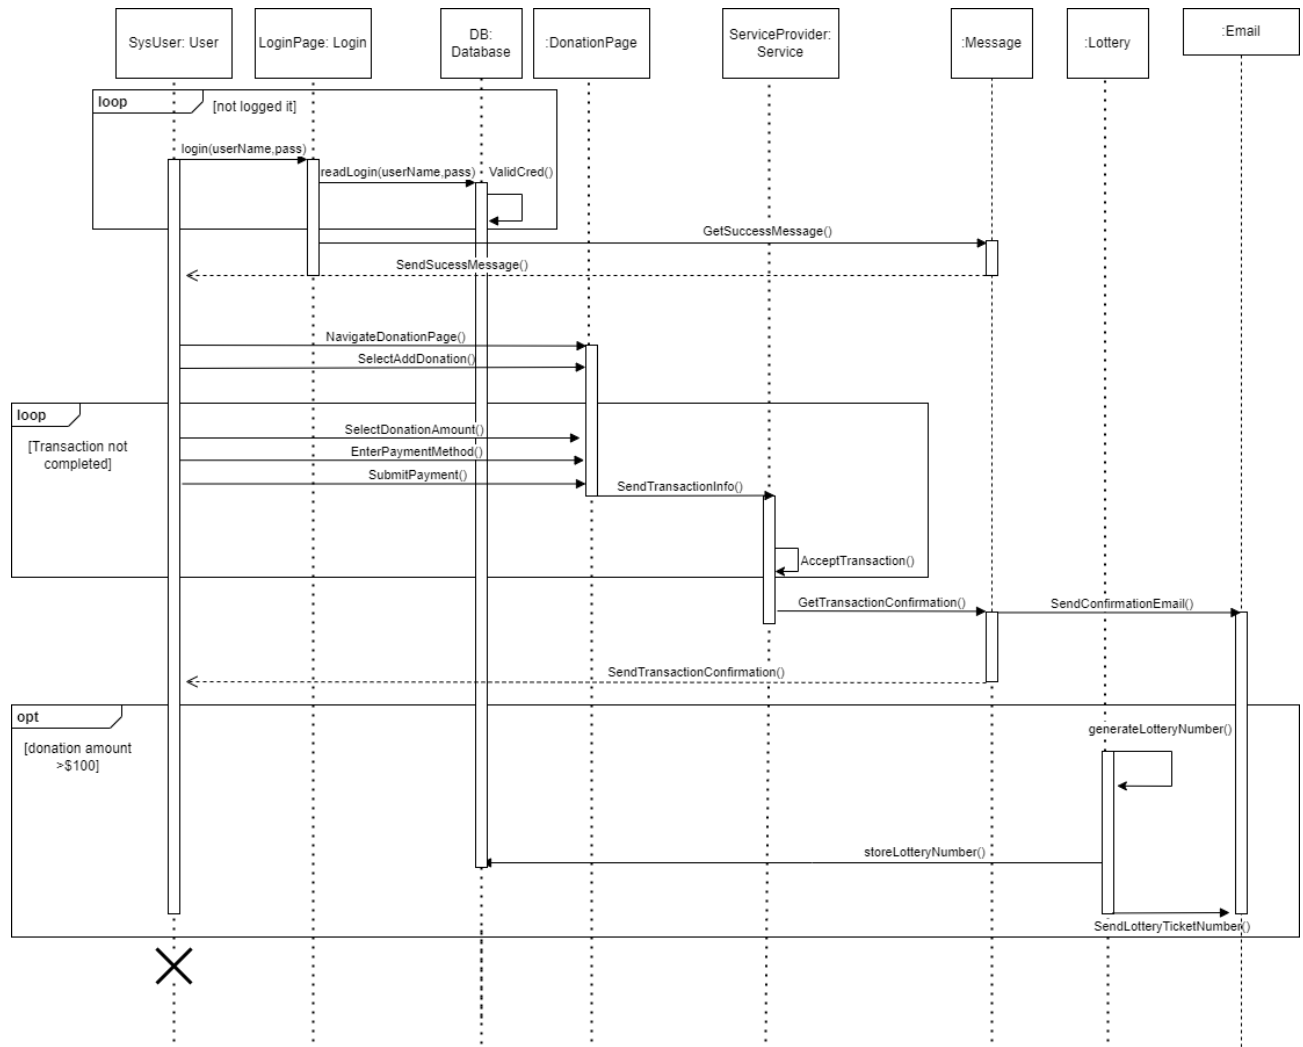 SysUser: User
LoginPage: Login
DB:
Database
:DonationPage
ServiceProvider:
Service
:Message
:Lottery
:Email
loop
[not logged it]
login(userName,pass)
readLogin(userName,pass)
ValidCred()
GetSuccessMessage()
SendSucessMessage()
NavigateDonationPage()
SelectAddDonation()
loop
[Transaction not
completed]
SelectDonationAmount()
EnterPaymentMethod()
SubmitPayment()
SendTransactionInfo()
AcceptTransaction()
GetTransactionConfirmation()
SendConfirmationEmail()
SendTransactionConfirmation()
opt
[donation amount
>$100]
generateLotteryNumber()
storeLotteryNumber()
SendLotteryTicketNumber()